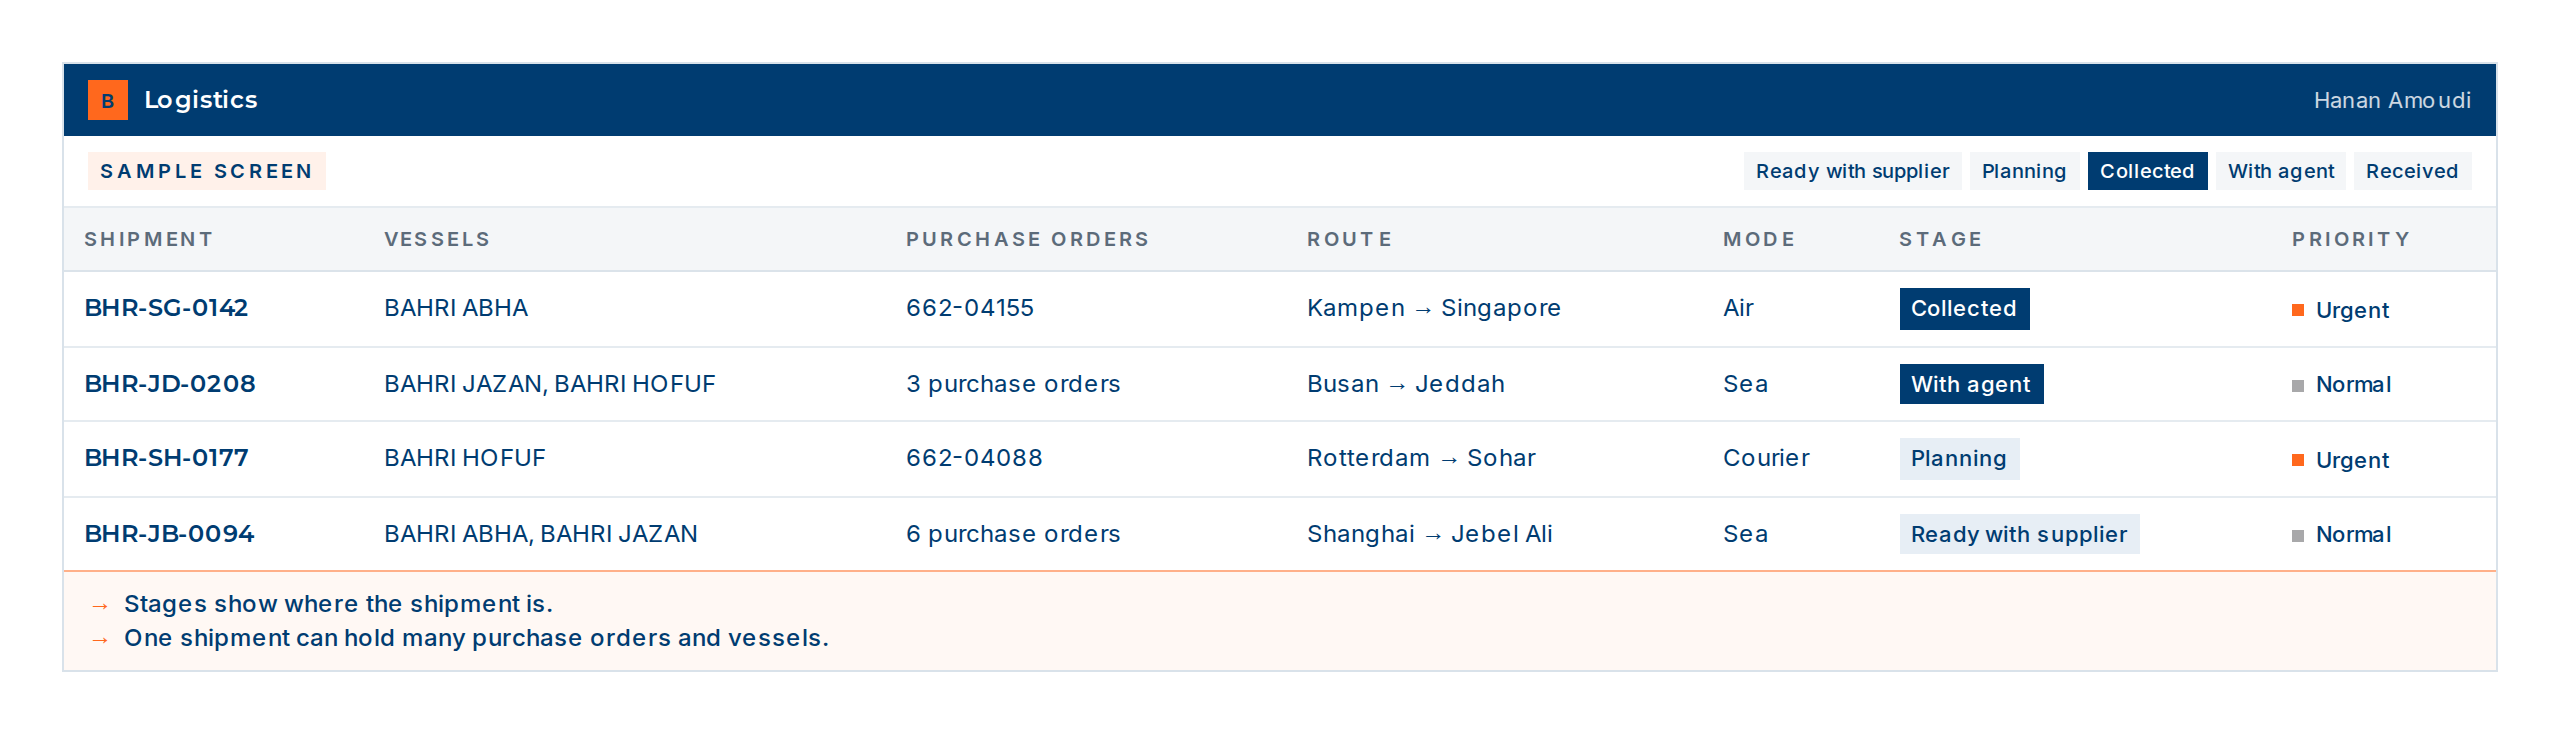 B Logistics Hanan Amoudi
SAMPLE SCREEN Ready with supplier Planning Collected With agent Received
SHIPMENT VESSELS PURCHASE ORDERS ROUTE MODE STAGE PRIORITY
BHR-SG-0142 BAHRI ABHA 662-04155 Kampen → Singapore Air Collected Urgent
BHR-JD-0208 BAHRI JAZAN, BAHRI HOFUF 3 purchase orders Busan → Jeddah Sea With agent Normal
BHR-SH-0177 BAHRI HOFUF 662-04088 Rotterdam → Sohar Courier Planning Urgent
BHR-JB-0094 BAHRI ABHA, BAHRI JAZAN 6 purchase orders Shanghai → Jebel Ali Sea Ready with supplier Normal
→ Stages show where the shipment is.
→ One shipment can hold many purchase orders and vessels.